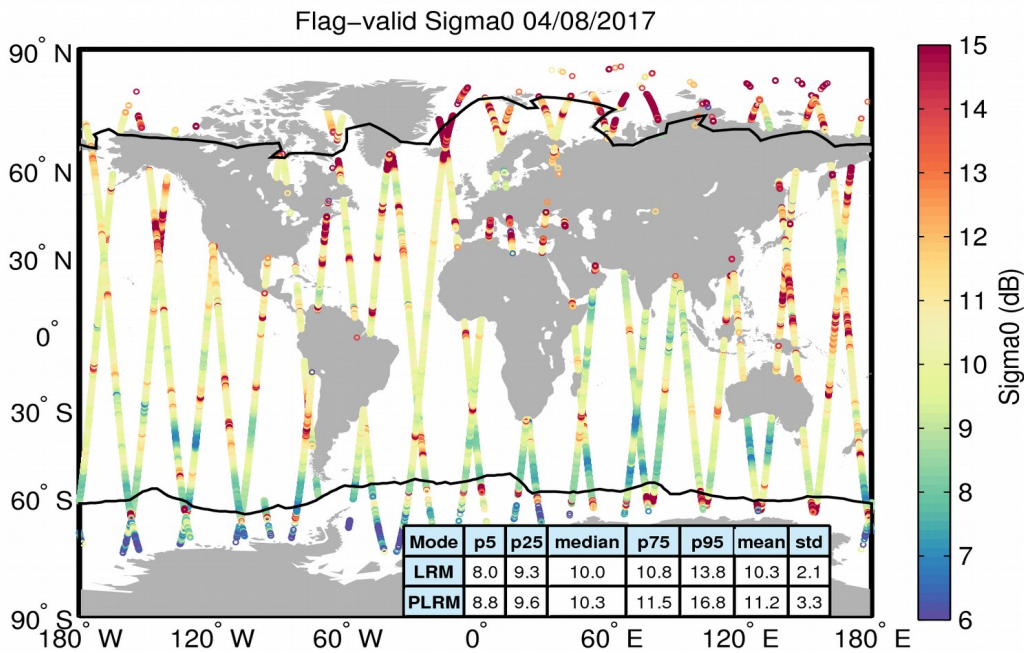 Flag−valid Sigma0 04/08/2017
90° N
60° N
30° N
0°
30° S
60° S
90° S
180° W
120° W
60° W
0°
60° E
120° E
180° E
Mode p5 p25 median p75 p95 mean std
LRM 8.0 9.3 10.0 10.8 13.8 10.3 2.1
PLRM 8.8 9.6 10.3 11.5 16.8 11.2 3.3
15
14
13
12
11
10
9
8
7
6
Sigma0 (dB)